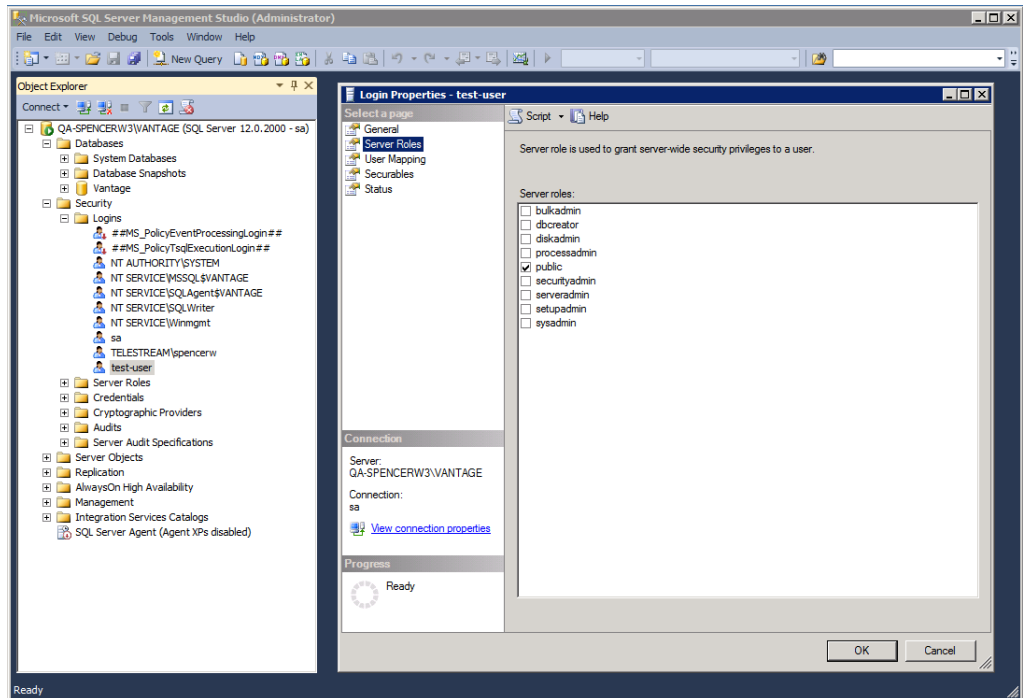 Microsoft SQL Server Management Studio (Administrator)
File Edit View Debug Tools Window Help
New Query
Object Explorer
Connect
QA-SPENCERW3\VANTAGE (SQL Server 12.0.2000 - sa)
Databases
System Databases
Database Snapshots
Vantage
Security
Logins
##MS_PolicyEventProcessingLogin##
##MS_PolicyTsqlExecutionLogin##
NT AUTHORITY\SYSTEM
NT SERVICE\MSSQL$VANTAGE
NT SERVICE\SQLAgent$VANTAGE
NT SERVICE\SQLWriter
NT SERVICE\Winmgmt
sa
TELESTREAM\spencerw
test-user
Server Roles
Credentials
Cryptographic Providers
Audits
Server Audit Specifications
Server Objects
Replication
AlwaysOn High Availability
Management
Integration Services Catalogs
SQL Server Agent (Agent XPs disabled)
Login Properties - test-user
Select a page
General
Server Roles
User Mapping
Securables
Status
Connection
Server:
QA-SPENCERW3\VANTAGE
Connection:
sa
View connection properties
Progress
Ready
Script Help
Server role is used to grant server-wide security privileges to a user.
Server roles:
bulkadmin
dbcreator
diskadmin
processadmin
public
securityadmin
serveradmin
setupadmin
sysadmin
OK Cancel
Ready